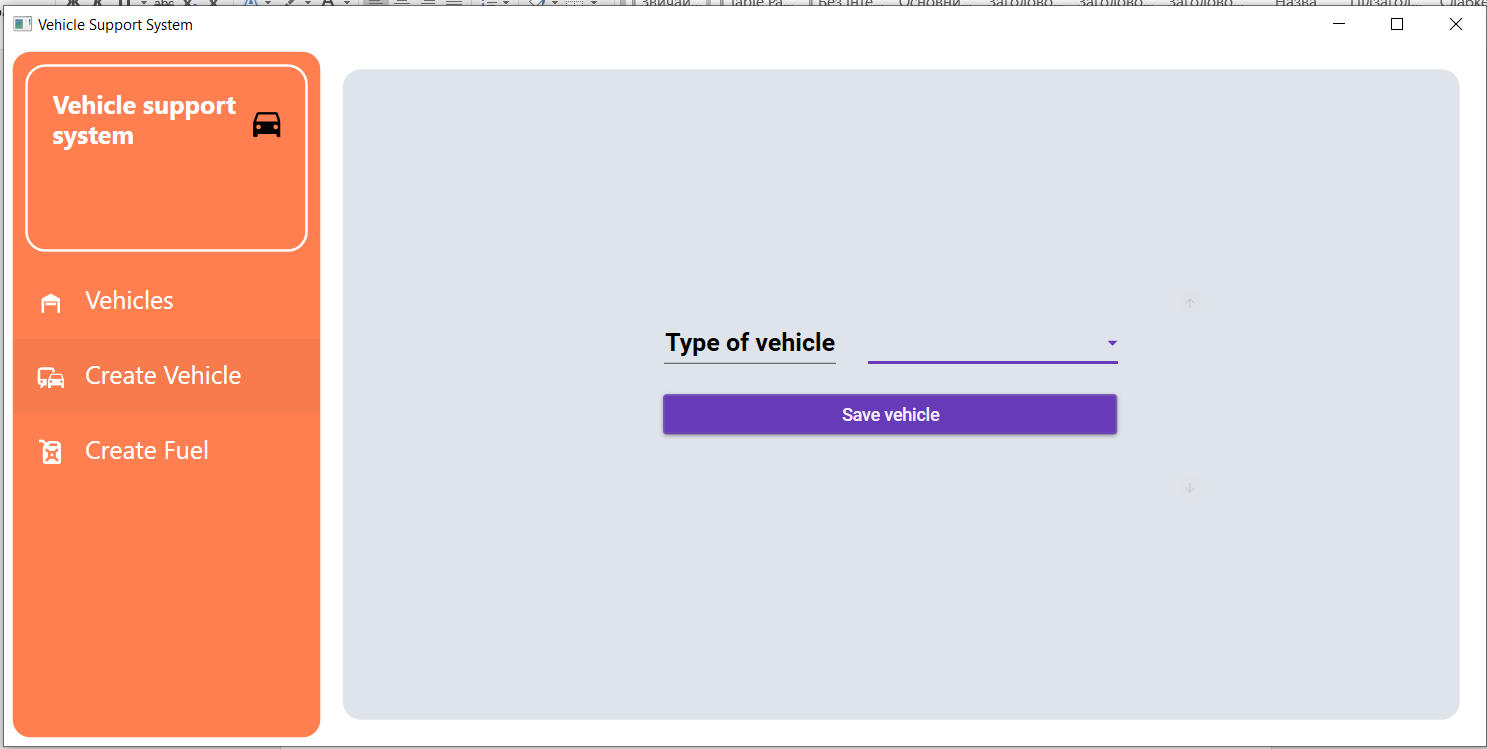 Vehicle Support System
Vehicle support
system
Vehicles
Create Vehicle
Create Fuel
Type of vehicle
Save vehicle